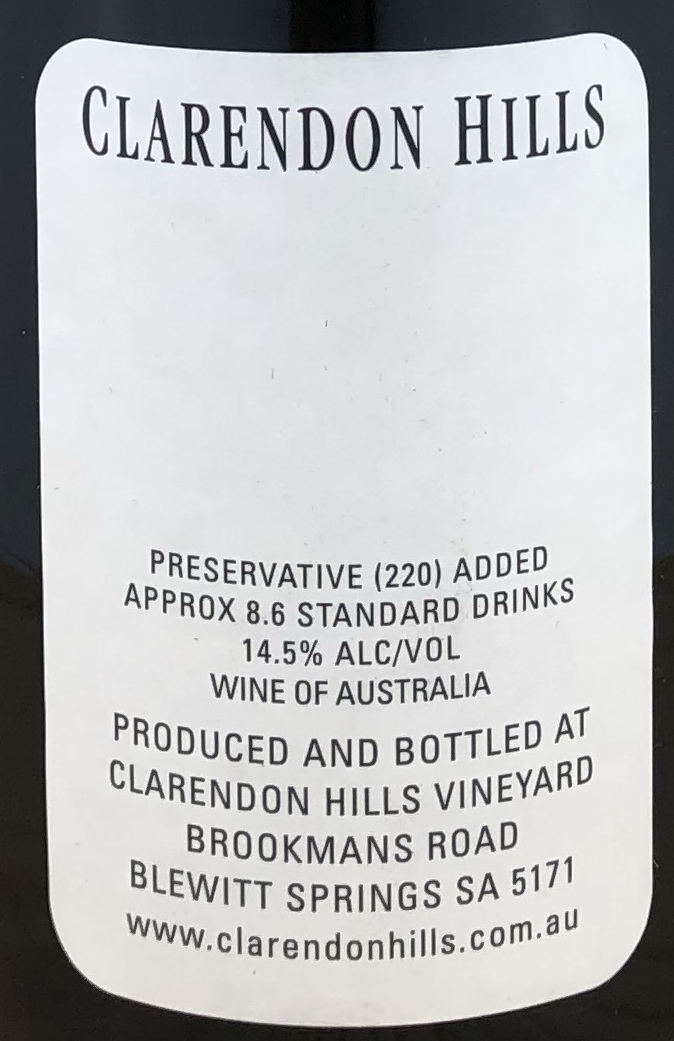 CLARENDON HILLS
PRESERVATIVE (220) ADDED
APPROX 8.6 STANDARD DRINKS
14.5% ALC/VOL
WINE OF AUSTRALIA
PRODUCED AND BOTTLED AT
CLARENDON HILLS VINEYARD
BROOKMANS ROAD
BLEWITT SPRINGS SA 5171
www.clarendonhills.com.au